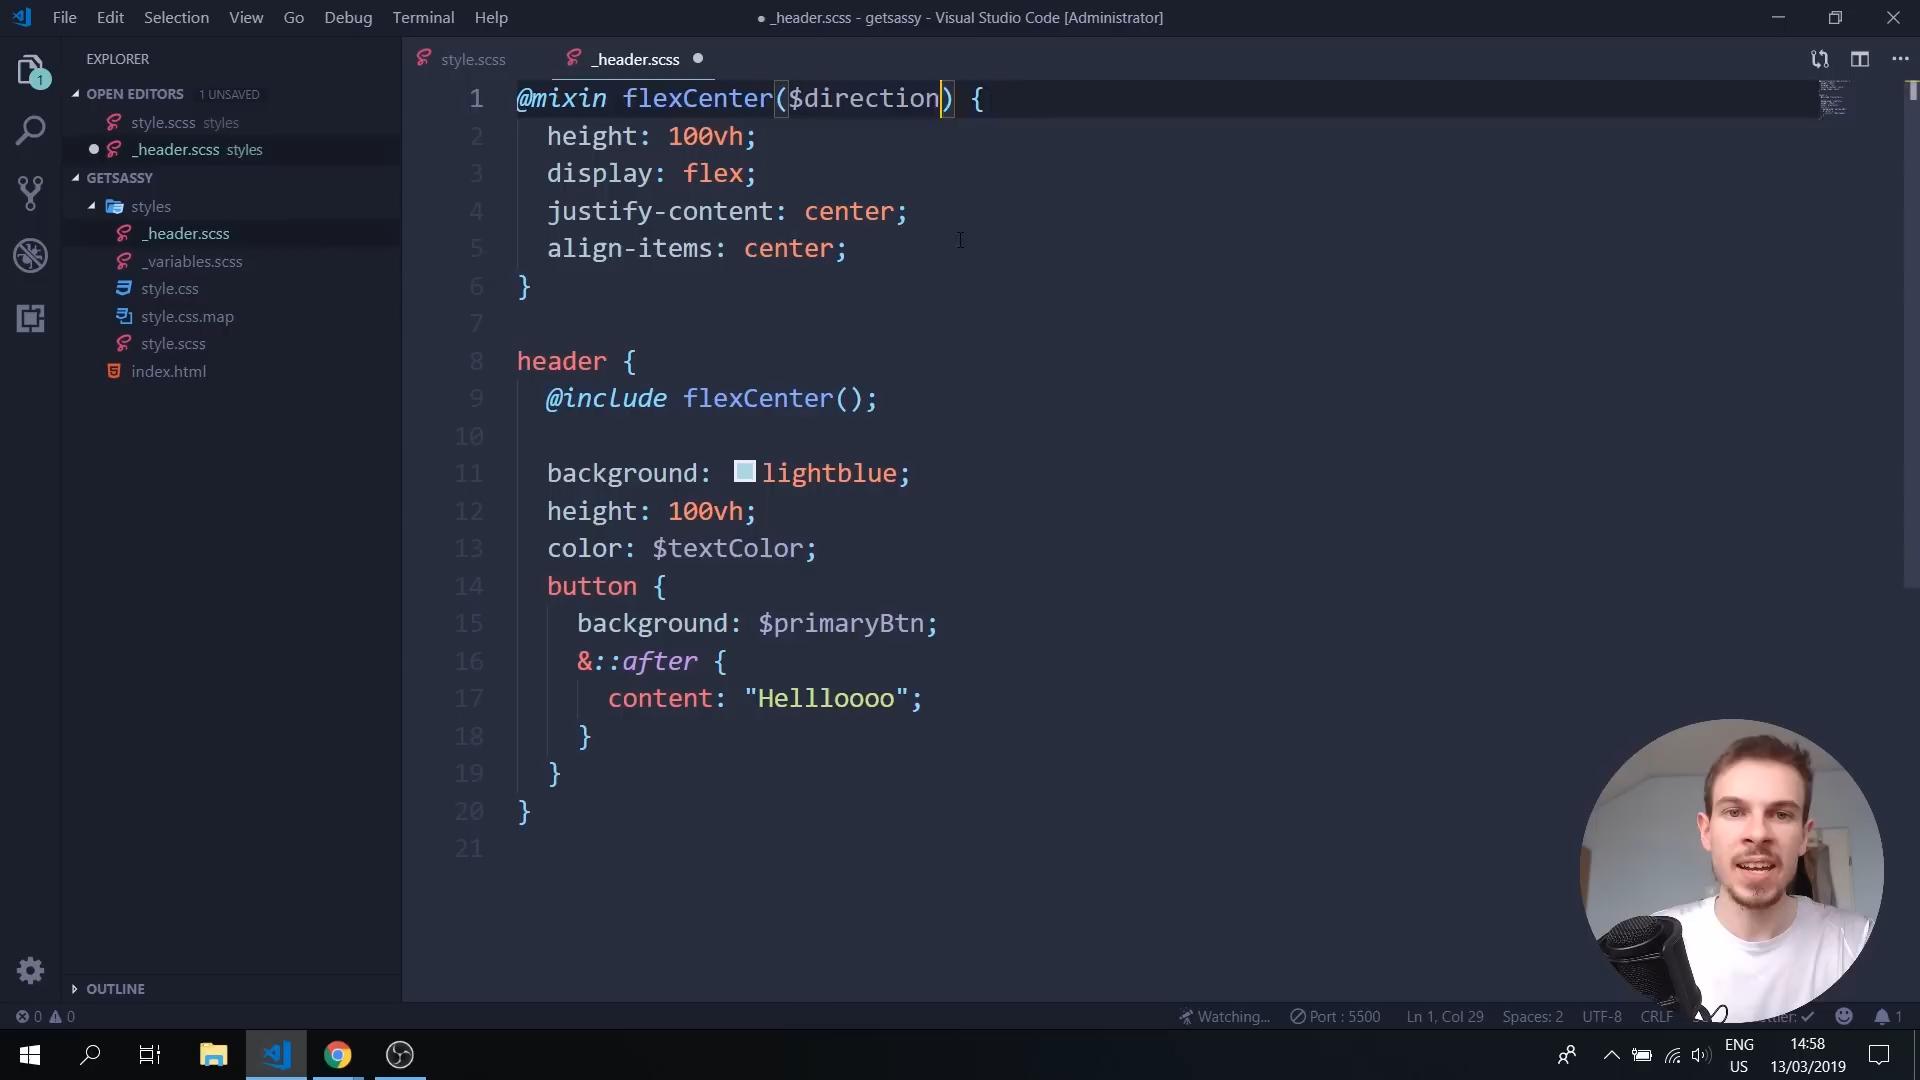 File Edit Selection View Go Debug Terminal Help
● _header.scss - getsassy - Visual Studio Code [Administrator]
EXPLORER
OPEN EDITORS 1 UNSAVED
style.scss styles
_header.scss styles
GETSASSY
styles
_header.scss
_variables.scss
style.css
style.css.map
style.scss
index.html
OUTLINE
1
style.scss
_header.scss
1 @mixin flexCenter($direction) {
2 height: 100vh;
3 display: flex;
4 justify-content: center;
5 align-items: center;
6 }
7
8 header {
9 @include flexCenter();
10
11 background: lightblue;
12 height: 100vh;
13 color: $textColor;
14 button {
15 background: $primaryBtn;
16 &::after {
17 content: "Hellloooo";
18 }
19 }
20 }
21
0 0
Watching... Port : 5500 Ln 1, Col 29 Spaces: 2 UTF-8 CRLF 1
ENG
US
14:58
13/03/2019